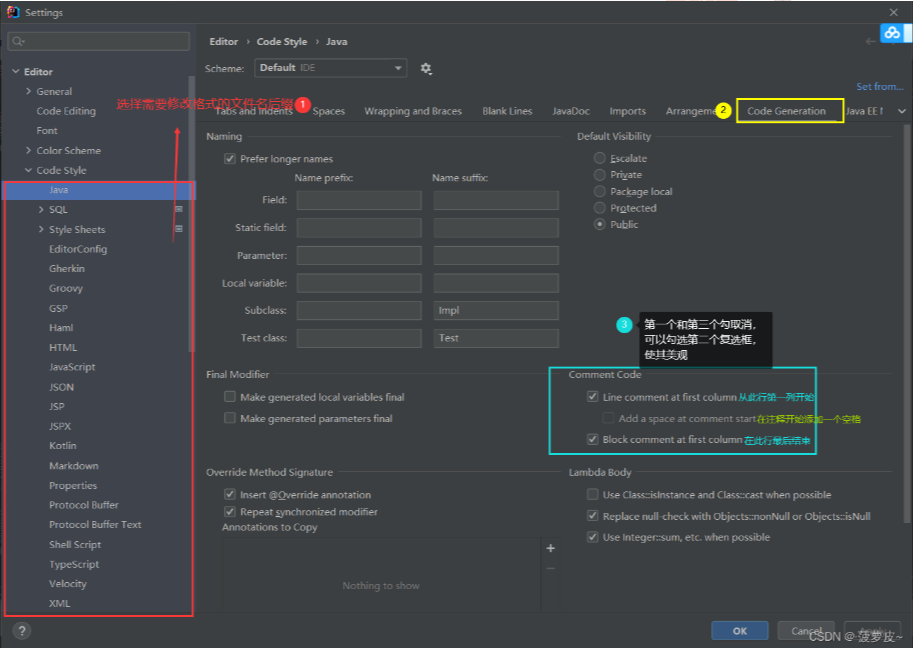 Settings
Editor › Code Style › Java
Scheme: Default IDE
Set from...
选择需要修改格式的文件名后缀 1
Tabs and Indents Spaces Wrapping and Braces Blank Lines JavaDoc Imports Arrangeme 2 Code Generation Java EE
Editor
General
Code Editing
Font
Color Scheme
Code Style
Java
SQL
Style Sheets
EditorConfig
Gherkin
Groovy
GSP
Haml
HTML
JavaScript
JSON
JSP
JSPX
Kotlin
Markdown
Properties
Protocol Buffer
Protocol Buffer Text
Shell Script
TypeScript
Velocity
XML
Naming
Prefer longer names
Name prefix: Name suffix:
Field:
Static field:
Parameter:
Local variable:
Subclass: Impl
Test class: Test
Default Visibility
Escalate
Private
Package local
Protected
Public
3 第一个和第三个勾取消，
可以勾选第二个复选框，
使其美观
Final Modifier
Make generated local variables final
Make generated parameters final
Comment Code
Line comment at first column 从此行第一列开始
Add a space at comment start 在注释开始添加一个空格
Block comment at first column 在此行最后结束
Override Method Signature
Insert @Override annotation
Repeat synchronized modifier
Annotations to Copy
Nothing to show
Lambda Body
Use Class::isInstance and Class::cast when possible
Replace null-check with Objects::nonNull or Objects::isNull
Use Integer::sum, etc. when possible
?
OK Cancel Apply
CSDN @-菠萝皮~